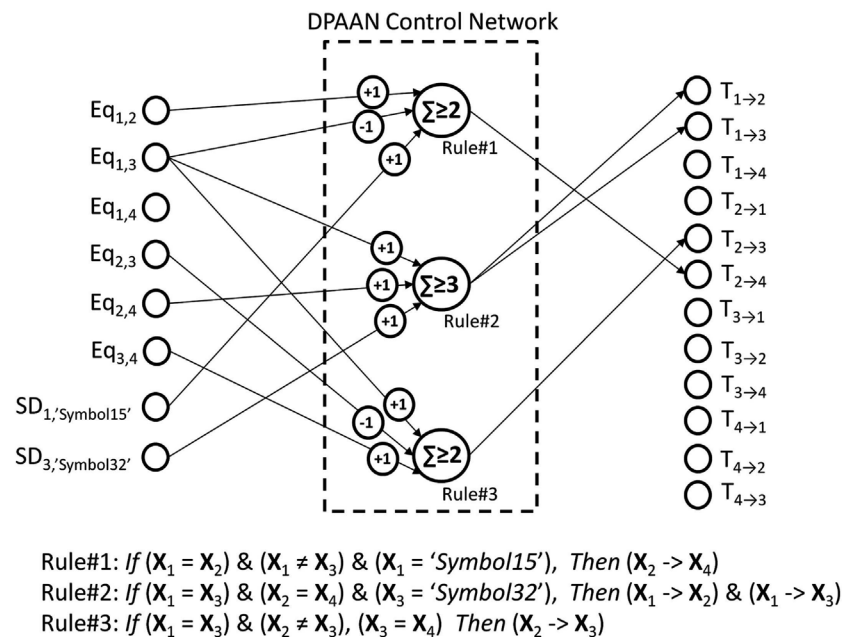 DPAAN Control Network
Eq1,2
Eq1,3
Eq1,4
Eq2,3
Eq2,4
Eq3,4
SD1,'Symbol15'
SD3,'Symbol32'
+1
-1
+1
∑≥2
Rule#1
+1
+1
+1
∑≥3
Rule#2
+1
-1
+1
∑≥2
Rule#3
T1→2
T1→3
T1→4
T2→1
T2→3
T2→4
T3→1
T3→2
T3→4
T4→1
T4→2
T4→3
Rule#1: If (X1 = X2) & (X1 ≠ X3) & (X1 = 'Symbol15'), Then (X2 -> X4)
Rule#2: If (X1 = X3) & (X2 = X4) & (X3 = 'Symbol32'), Then (X1 -> X2) & (X1 -> X3)
Rule#3: If (X1 = X3) & (X2 ≠ X3), (X3 = X4) Then (X2 -> X3)